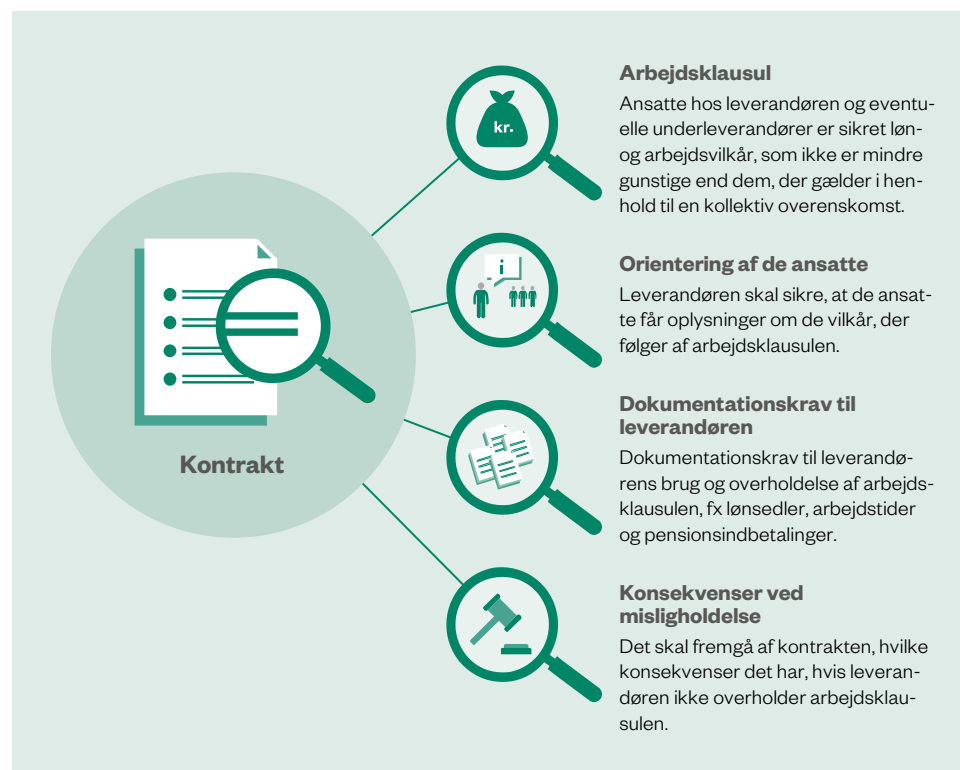 Kontrakt
kr.
Arbejdsklausul
Ansatte hos leverandøren og eventu-
elle underleverandører er sikret løn-
og arbejdsvilkår, som ikke er mindre
gunstige end dem, der gælder i hen-
hold til en kollektiv overenskomst.
i
Orientering af de ansatte
Leverandøren skal sikre, at de ansat-
te får oplysninger om de vilkår, der
følger af arbejdsklausulen.
Dokumentationskrav til
leverandøren
Dokumentationskrav til leverandø-
rens brug og overholdelse af arbejds-
klausulen, fx lønsedler, arbejdstider
og pensionsindbetalinger.
Konsekvenser ved
misligholdelse
Det skal fremgå af kontrakten, hvilke
konsekvenser det har, hvis leveran-
døren ikke overholder arbejdsklau-
sulen.